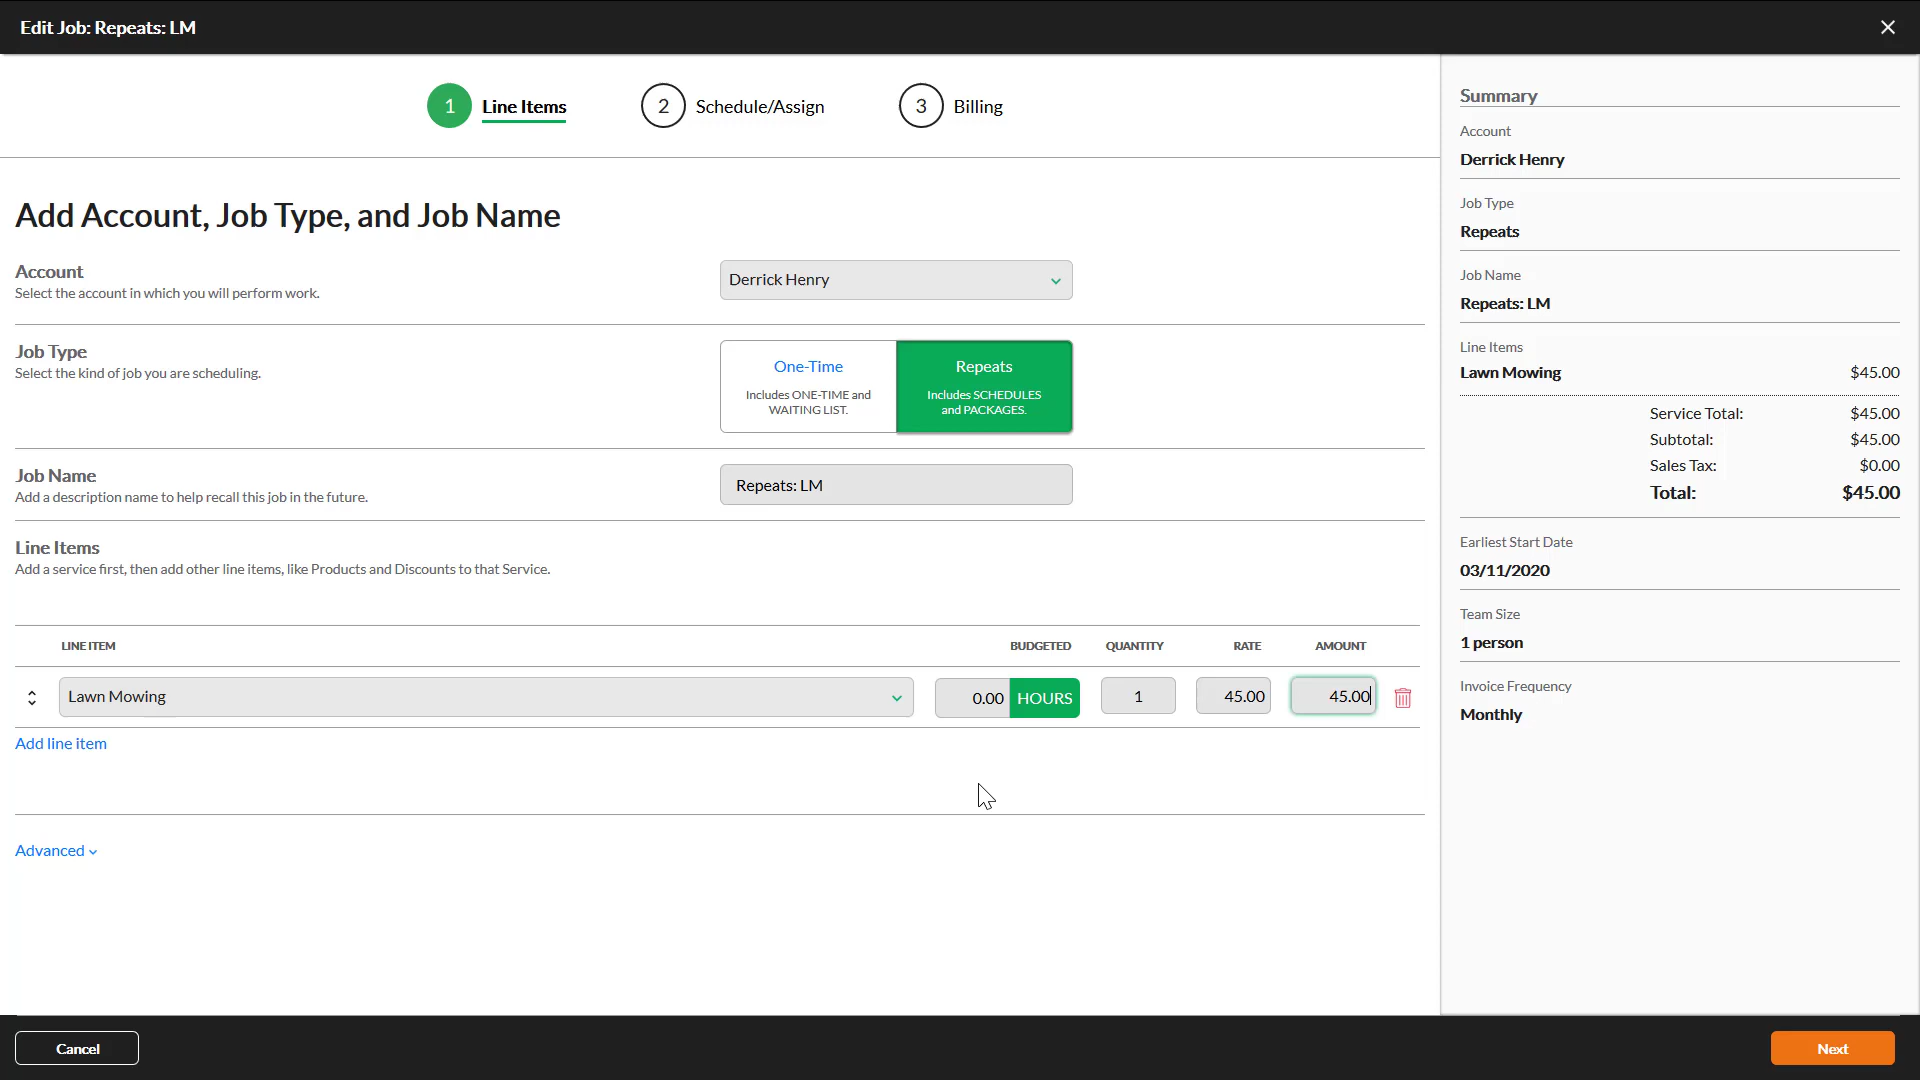 Edit Job: Repeats: LM
1 Line Items
2 Schedule/Assign
3 Billing
Add Account, Job Type, and Job Name
Account
Select the account in which you will perform work.
Derrick Henry
Job Type
Select the kind of job you are scheduling.
One-Time
Includes ONE-TIME and
WAITING LIST.
Repeats
Includes SCHEDULES
and PACKAGES.
Job Name
Add a description name to help recall this job in the future.
Repeats: LM
Line Items
Add a service first, then add other line items, like Products and Discounts to that Service.
LINE ITEM BUDGETED QUANTITY RATE AMOUNT
Lawn Mowing 0.00 HOURS 1 45.00 45.00
Add line item
Advanced
Cancel
Next
Summary
Account
Derrick Henry
Job Type
Repeats
Job Name
Repeats: LM
Line Items
Lawn Mowing $45.00
Service Total: $45.00
Subtotal: $45.00
Sales Tax: $0.00
Total: $45.00
Earliest Start Date
03/11/2020
Team Size
1 person
Invoice Frequency
Monthly